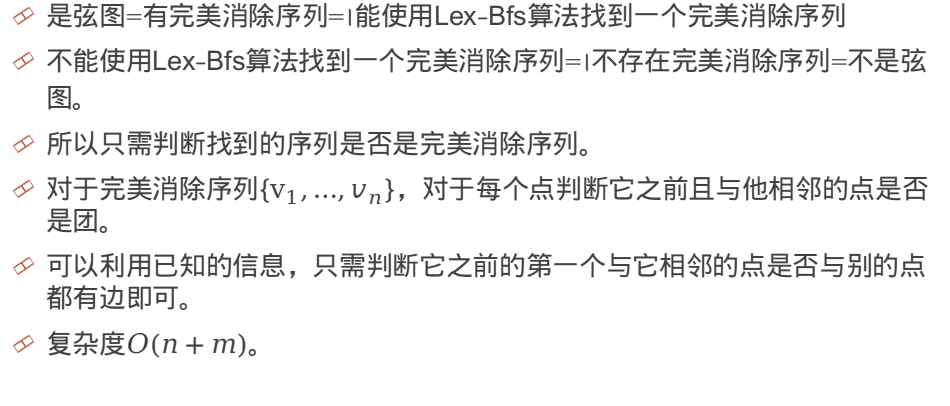 是弦图=有完美消除序列=|能使用Lex-Bfs算法找到一个完美消除序列
不能使用Lex-Bfs算法找到一个完美消除序列=|不存在完美消除序列=不是弦
图。
所以只需判断找到的序列是否是完美消除序列。
对于完美消除序列{v₁, …, vₙ}，对于每个点判断它之前且与他相邻的点是否
是团。
可以利用已知的信息，只需判断它之前的第一个与它相邻的点是否与别的点
都有边即可。
复杂度O(n + m)。